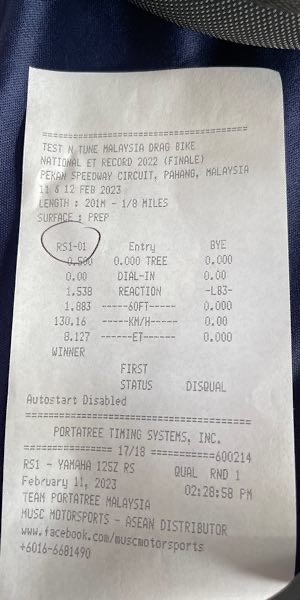 ==========================================
TEST N TUNE MALAYSIA DRAG BIKE
NATIONAL ET RECORD 2022 (FINALE)
PEKAN SPEEDWAY CIRCUIT, PAHANG, MALAYSIA
11 & 12 FEB 2023
LENGTH : 201M - 1/8 MILES
SURFACE : PREP
RS1-01 Entry BYE
0.500 0.000 TREE 0.000
0.00 DIAL-IN 0.00
1.538 REACTION -L83-
1.883 -----60FT----- 0.000
130.16 -----KM/H----- 0.00
8.127 ------ET------ 0.000
WINNER
FIRST
STATUS DISQUAL
Autostart Disabled
==========================================
PORTATREE TIMING SYSTEMS, INC.
================ 17/18 ===========600214
RS1 - YAMAHA 125Z RS QUAL RND 1
February 11, 2023 02:28:58 PM
TEAM PORTATREE MALAYSIA
MUSC MOTORSPORTS - ASEAN DISTRIBUTOR
www.facebook.com/muscmotorsports
+6016-6681490